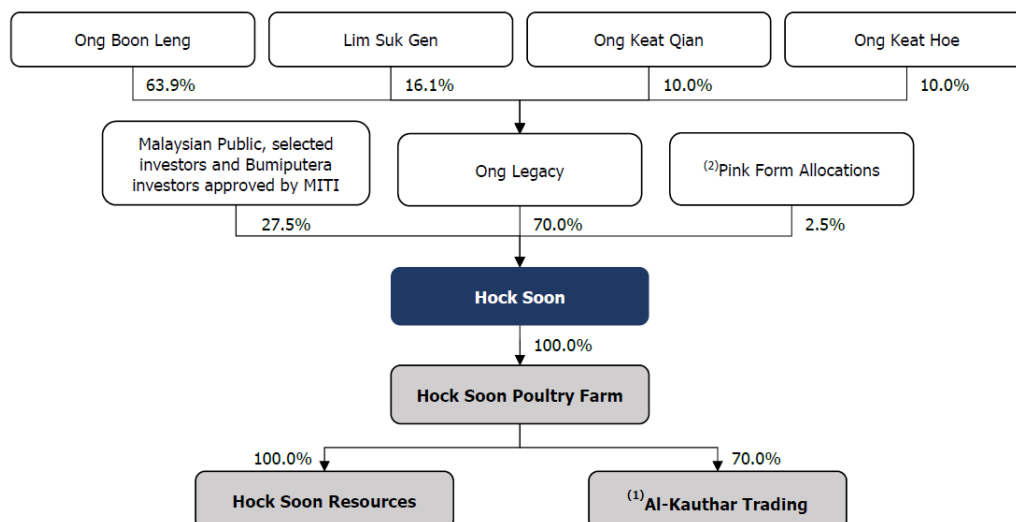 Ong Boon Leng
Lim Suk Gen
Ong Keat Qian
Ong Keat Hoe
63.9%
16.1%
10.0%
10.0%
Malaysian Public, selected
investors and Bumiputera
investors approved by MITI
Ong Legacy
(2)Pink Form Allocations
27.5%
70.0%
2.5%
Hock Soon
100.0%
Hock Soon Poultry Farm
100.0%
70.0%
Hock Soon Resources
(1)Al-Kauthar Trading